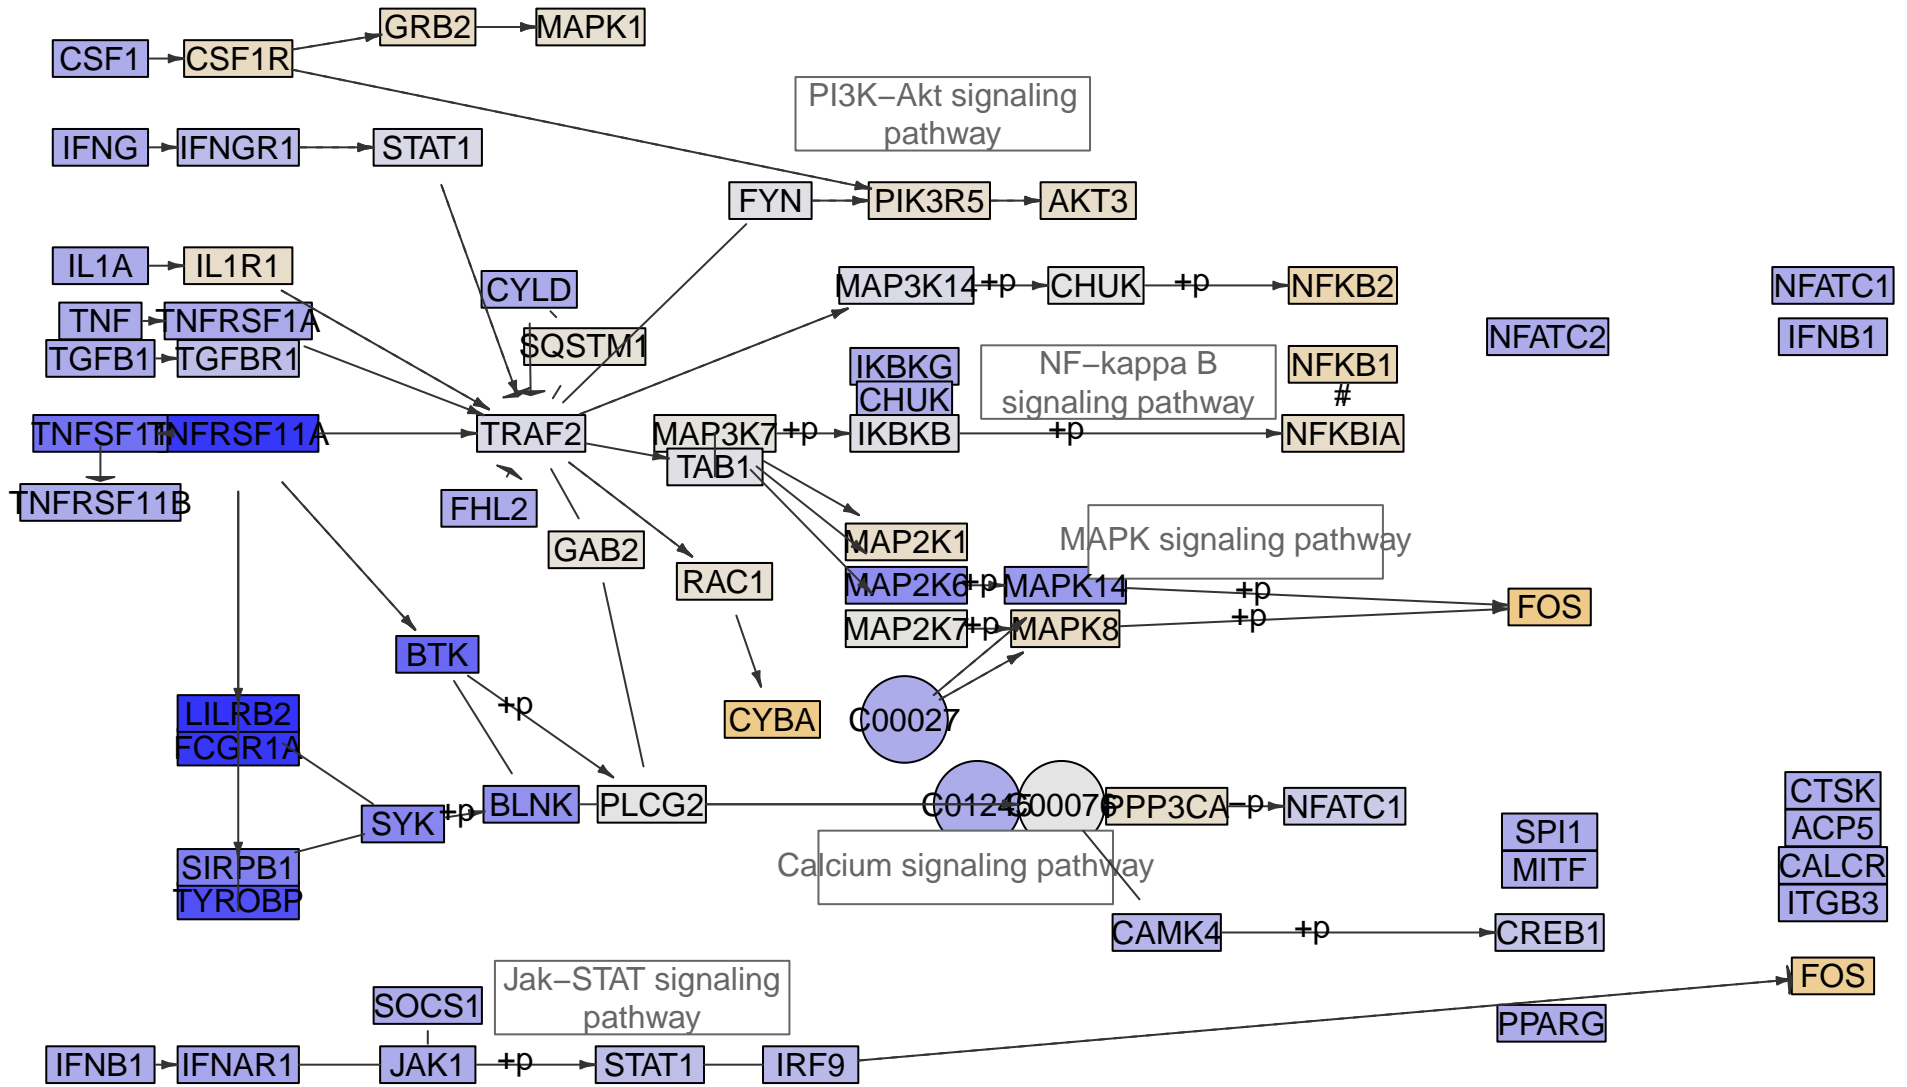 GRB2
MAPK1
CSF1
CSF1R
PI3K−Akt signaling
pathway
IFNG
IFNGR1
STAT1
FYN
PIK3R5
AKT3
IL1A
IL1R1
CYLD
MAP3K14
+p
CHUK
+p
NFKB2
NFATC1
TNF
TNFRSF1A
SQSTM1
NFATC2
IFNB1
TGFB1
TGFBR1
IKBKG
NF−kappa B
signaling pathway
NFKB1
#
CHUK
TNFSF11
TNFRSF11A
TRAF2
MAP3K7
+p
IKBKB
+p
NFKBIA
TAB1
TNFRSF11B
FHL2
GAB2
MAP2K1
MAPK signaling pathway
RAC1
MAP2K6
+p
MAPK14
+p
FOS
MAP2K7
+p
MAPK8
+p
BTK
+p
LILRB2
CYBA
C00027
FCGR1A
SYK
+p
BLNK
PLCG2
C00076
PPP3CA
−p
NFATC1
CTSK
SPI1
ACP5
SIRPB1
Calcium signaling pathway
MITF
CALCR
TYROBP
ITGB3
CAMK4
+p
CREB1
Jak−STAT signaling
pathway
FOS
SOCS1
PPARG
IFNB1
IFNAR1
JAK1
+p
STAT1
IRF9